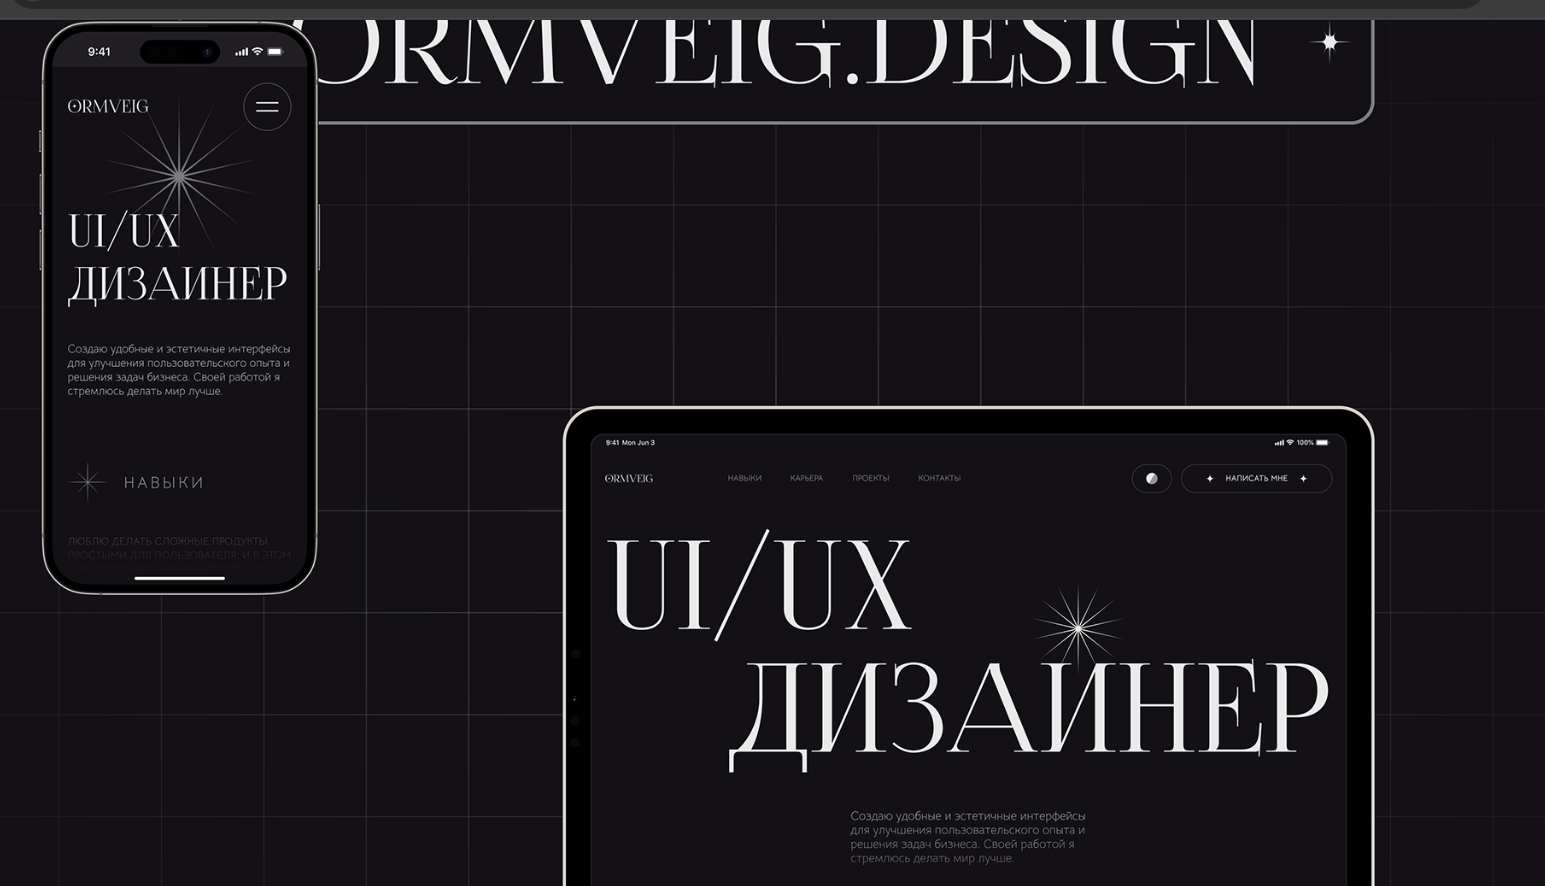 ORMVEIG.DESIGN
9:41
ORMVEIG
UI/UX
ДИЗАЙНЕР
Создаю удобные и эстетичные интерфейсы
для улучшения пользовательского опыта и
решения задач бизнеса. Своей работой я
стремлюсь делать мир лучше.
НАВЫКИ
ЛЮБЛЮ ДЕЛАТЬ СЛОЖНЫЕ ПРОДУКТЫ
ПРОСТЫМИ ДЛЯ ПОЛЬЗОВАТЕЛЯ, И В ЭТОМ
9:41 Mon Jun 3
100%
ORMVEIG
НАВЫКИ
КАРЬЕРА
ПРОЕКТЫ
КОНТАКТЫ
НАПИСАТЬ МНЕ
UI/UX
ДИЗАЙНЕР
Создаю удобные и эстетичные интерфейсы
для улучшения пользовательского опыта и
решения задач бизнеса. Своей работой я
стремлюсь делать мир лучше.